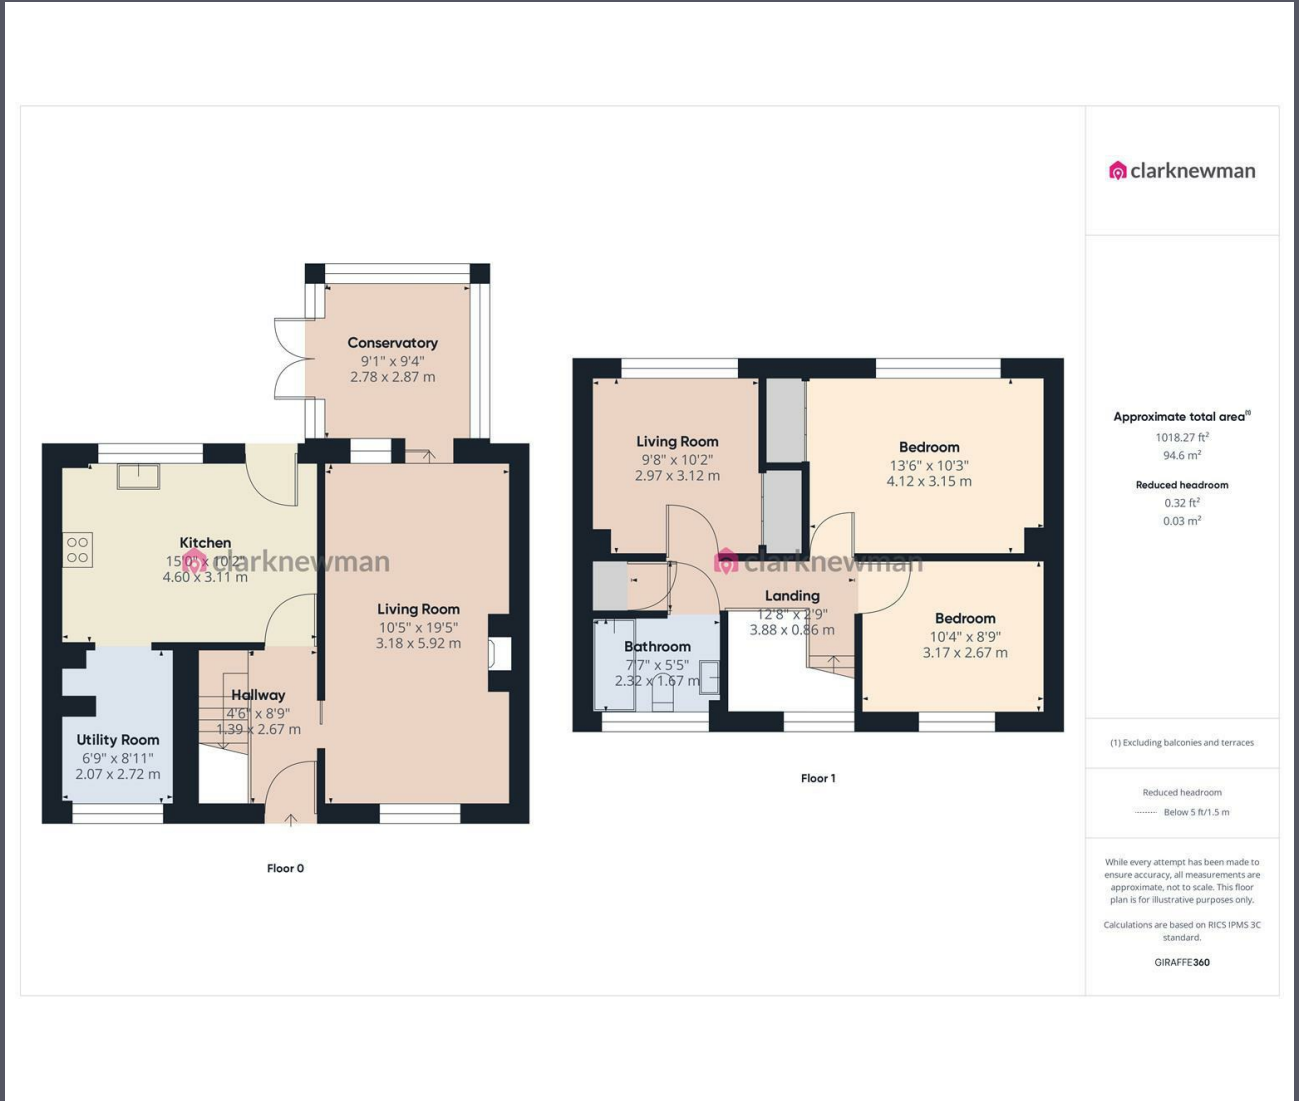 clarknewman
Conservatory
9'1" x 9'4"
2.78 x 2.87 m
Kitchen
15'0" x 10'2"
4.60 x 3.11 m
clarknewman
Living Room
10'5" x 19'5"
3.18 x 5.92 m
Hallway
4'6" x 8'9"
1.39 x 2.67 m
Utility Room
6'9" x 8'11"
2.07 x 2.72 m
Floor 0
Living Room
9'8" x 10'2"
2.97 x 3.12 m
Bedroom
13'6" x 10'3"
4.12 x 3.15 m
clarknewman
Landing
12'8" x 2'9"
3.88 x 0.86 m
Bathroom
7'7" x 5'5"
2.32 x 1.67 m
Bedroom
10'4" x 8'9"
3.17 x 2.67 m
Floor 1
Approximate total area(1)
1018.27 ft²
94.6 m²
Reduced headroom
0.32 ft²
0.03 m²
(1) Excluding balconies and terraces
Reduced headroom
Below 5 ft/1.5 m
While every attempt has been made to
ensure accuracy, all measurements are
approximate, not to scale. This floor
plan is for illustrative purposes only.
Calculations are based on RICS IPMS 3C
standard.
GIRAFFE360